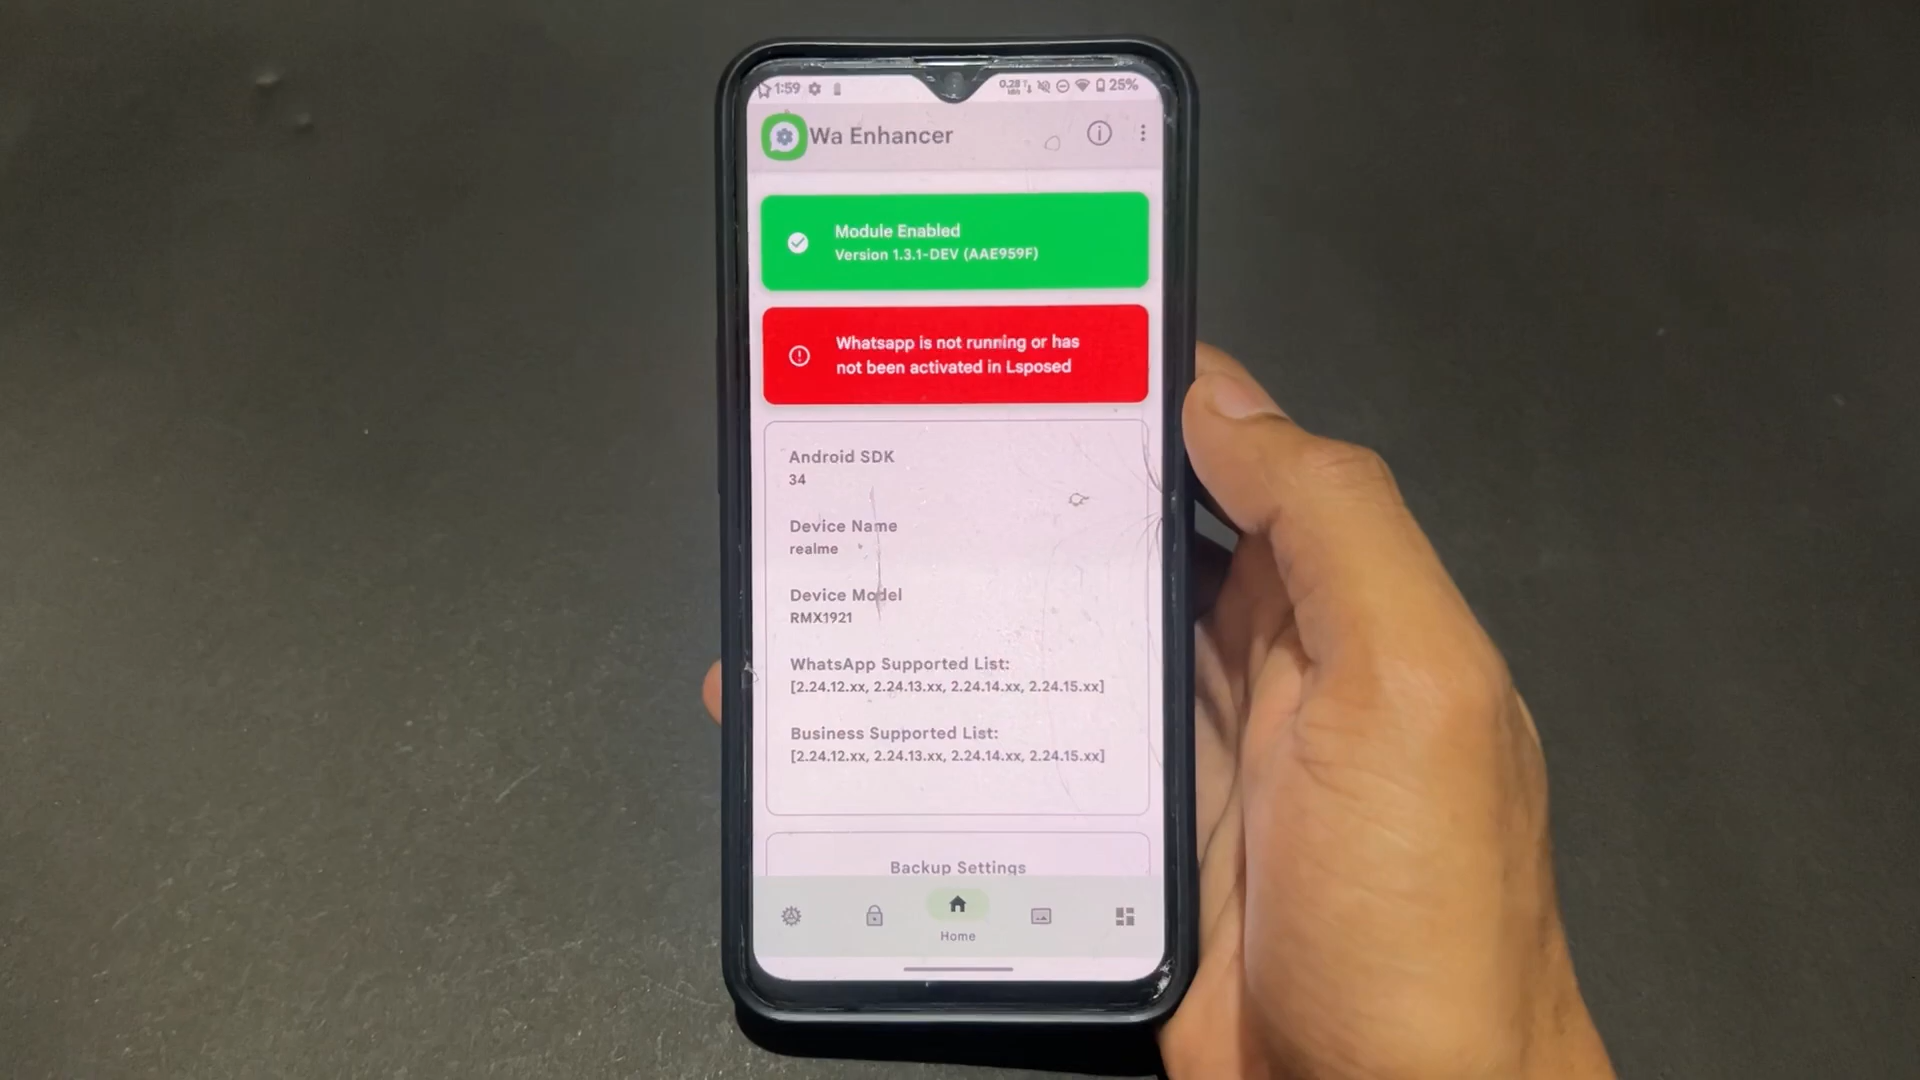 1:59
0.28
25%
Wa Enhancer
Module Enabled
Version 1.3.1-DEV (AAE959F)
Whatsapp is not running or has
not been activated in Lsposed
Android SDK
34
Device Name
realme
Device Model
RMX1921
WhatsApp Supported List:
[2.24.12.xx, 2.24.13.xx, 2.24.14.xx, 2.24.15.xx]
Business Supported List:
[2.24.12.xx, 2.24.13.xx, 2.24.14.xx, 2.24.15.xx]
Backup Settings
Home